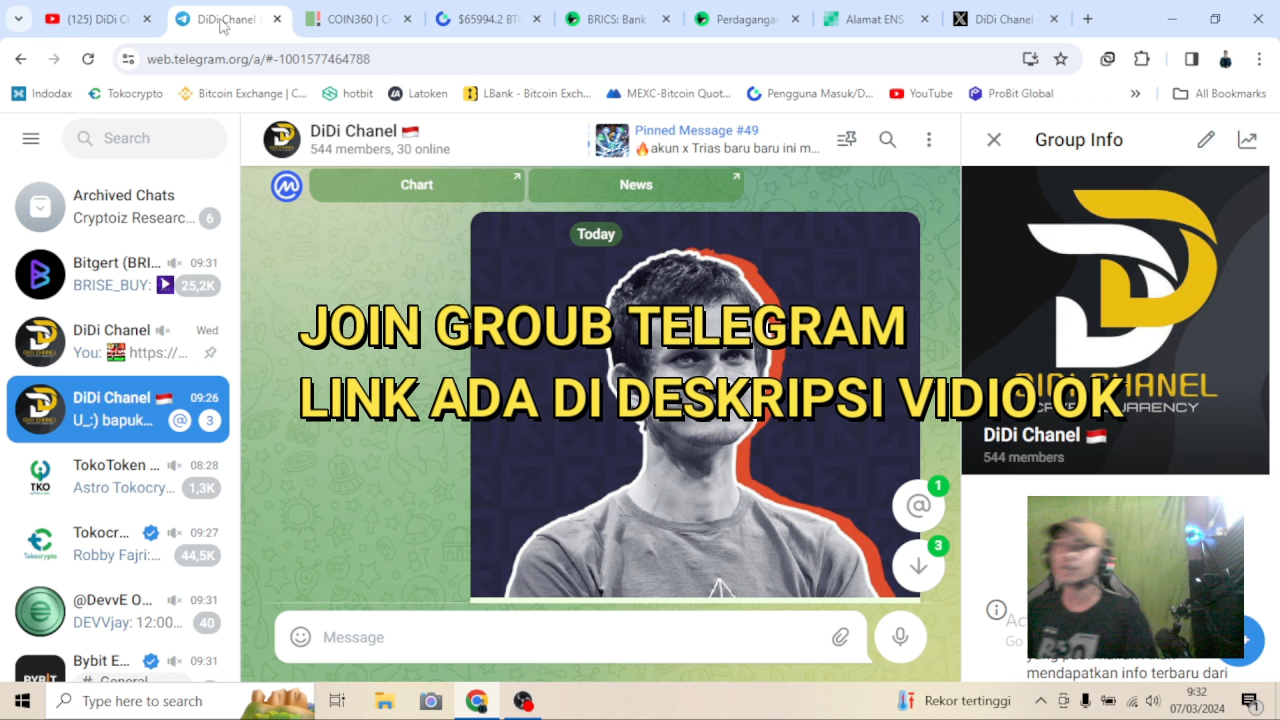 (125) DiDi Ch
DiDi Chanel
COIN360 | C
$65994.2 BT
BRICS: Bank
Perdagangan
Alamat ENS
DiDi Chanel
web.telegram.org/a/#-1001577464788
Indodax
Tokocrypto
Bitcoin Exchange | C...
hotbit
Latoken
LBank - Bitcoin Exch...
MEXC-Bitcoin Quot...
Pengguna Masuk/D...
YouTube
ProBit Global
All Bookmarks
Search
Archived Chats
Cryptoiz Researc... 6
Bitgert (BRI... 09:31
BRISE_BUY: 25,2K
DiDi Chanel Wed
You: https://...
DiDi Chanel 09:26
U_:) bapuk... @ 3
TokoToken ... 08:28
Astro Tokocry... 1,3K
Tokocr... 09:27
Robby Fajri:... 44,5K
@DevvE O... 09:31
DEVVjay: 12:00... 40
Bybit E... 09:31
# General
BYBIT
DiDi Chanel
544 members, 30 online
Pinned Message #49
akun x Trias baru baru ini m...
Chart
News
Today
JOIN GROUB TELEGRAM
LINK ADA DI DESKRIPSI VIDIO OK
@ 1
3
Message
Group Info
DIDI CHANEL
CRYPTOCURRENCY
DiDi Chanel
544 members
Go
mendapatkan info terbaru dari
Type here to search
Rekor tertinggi
9:32
07/03/2024